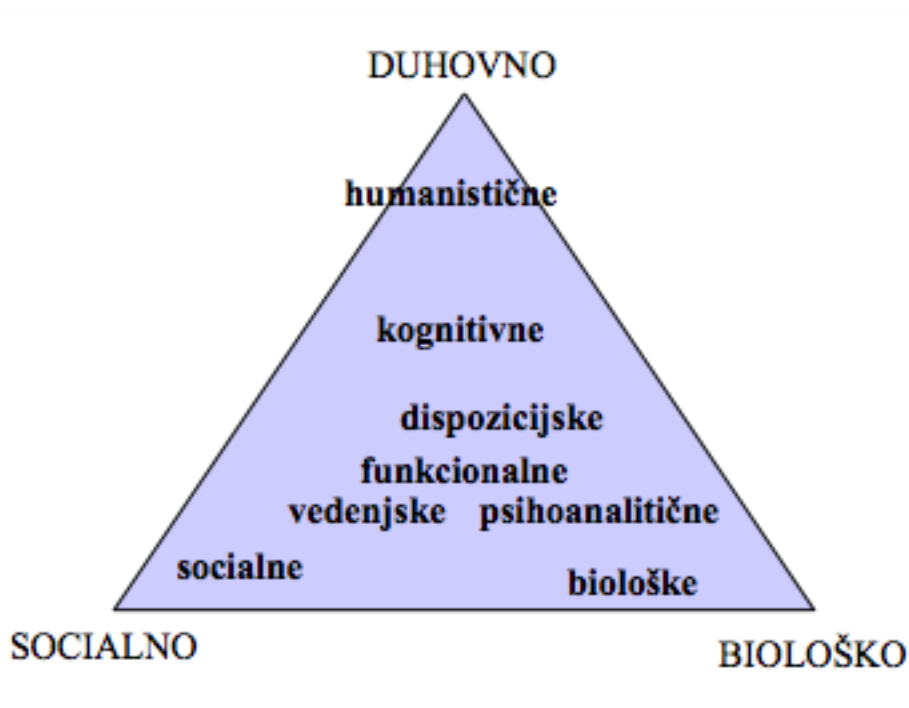 DUHOVNO
humanistične
kognitivne
dispozicijske
funkcionalne
vedenjske psihoanalitične
socialne
biološke
SOCIALNO
BIOLOŠKO